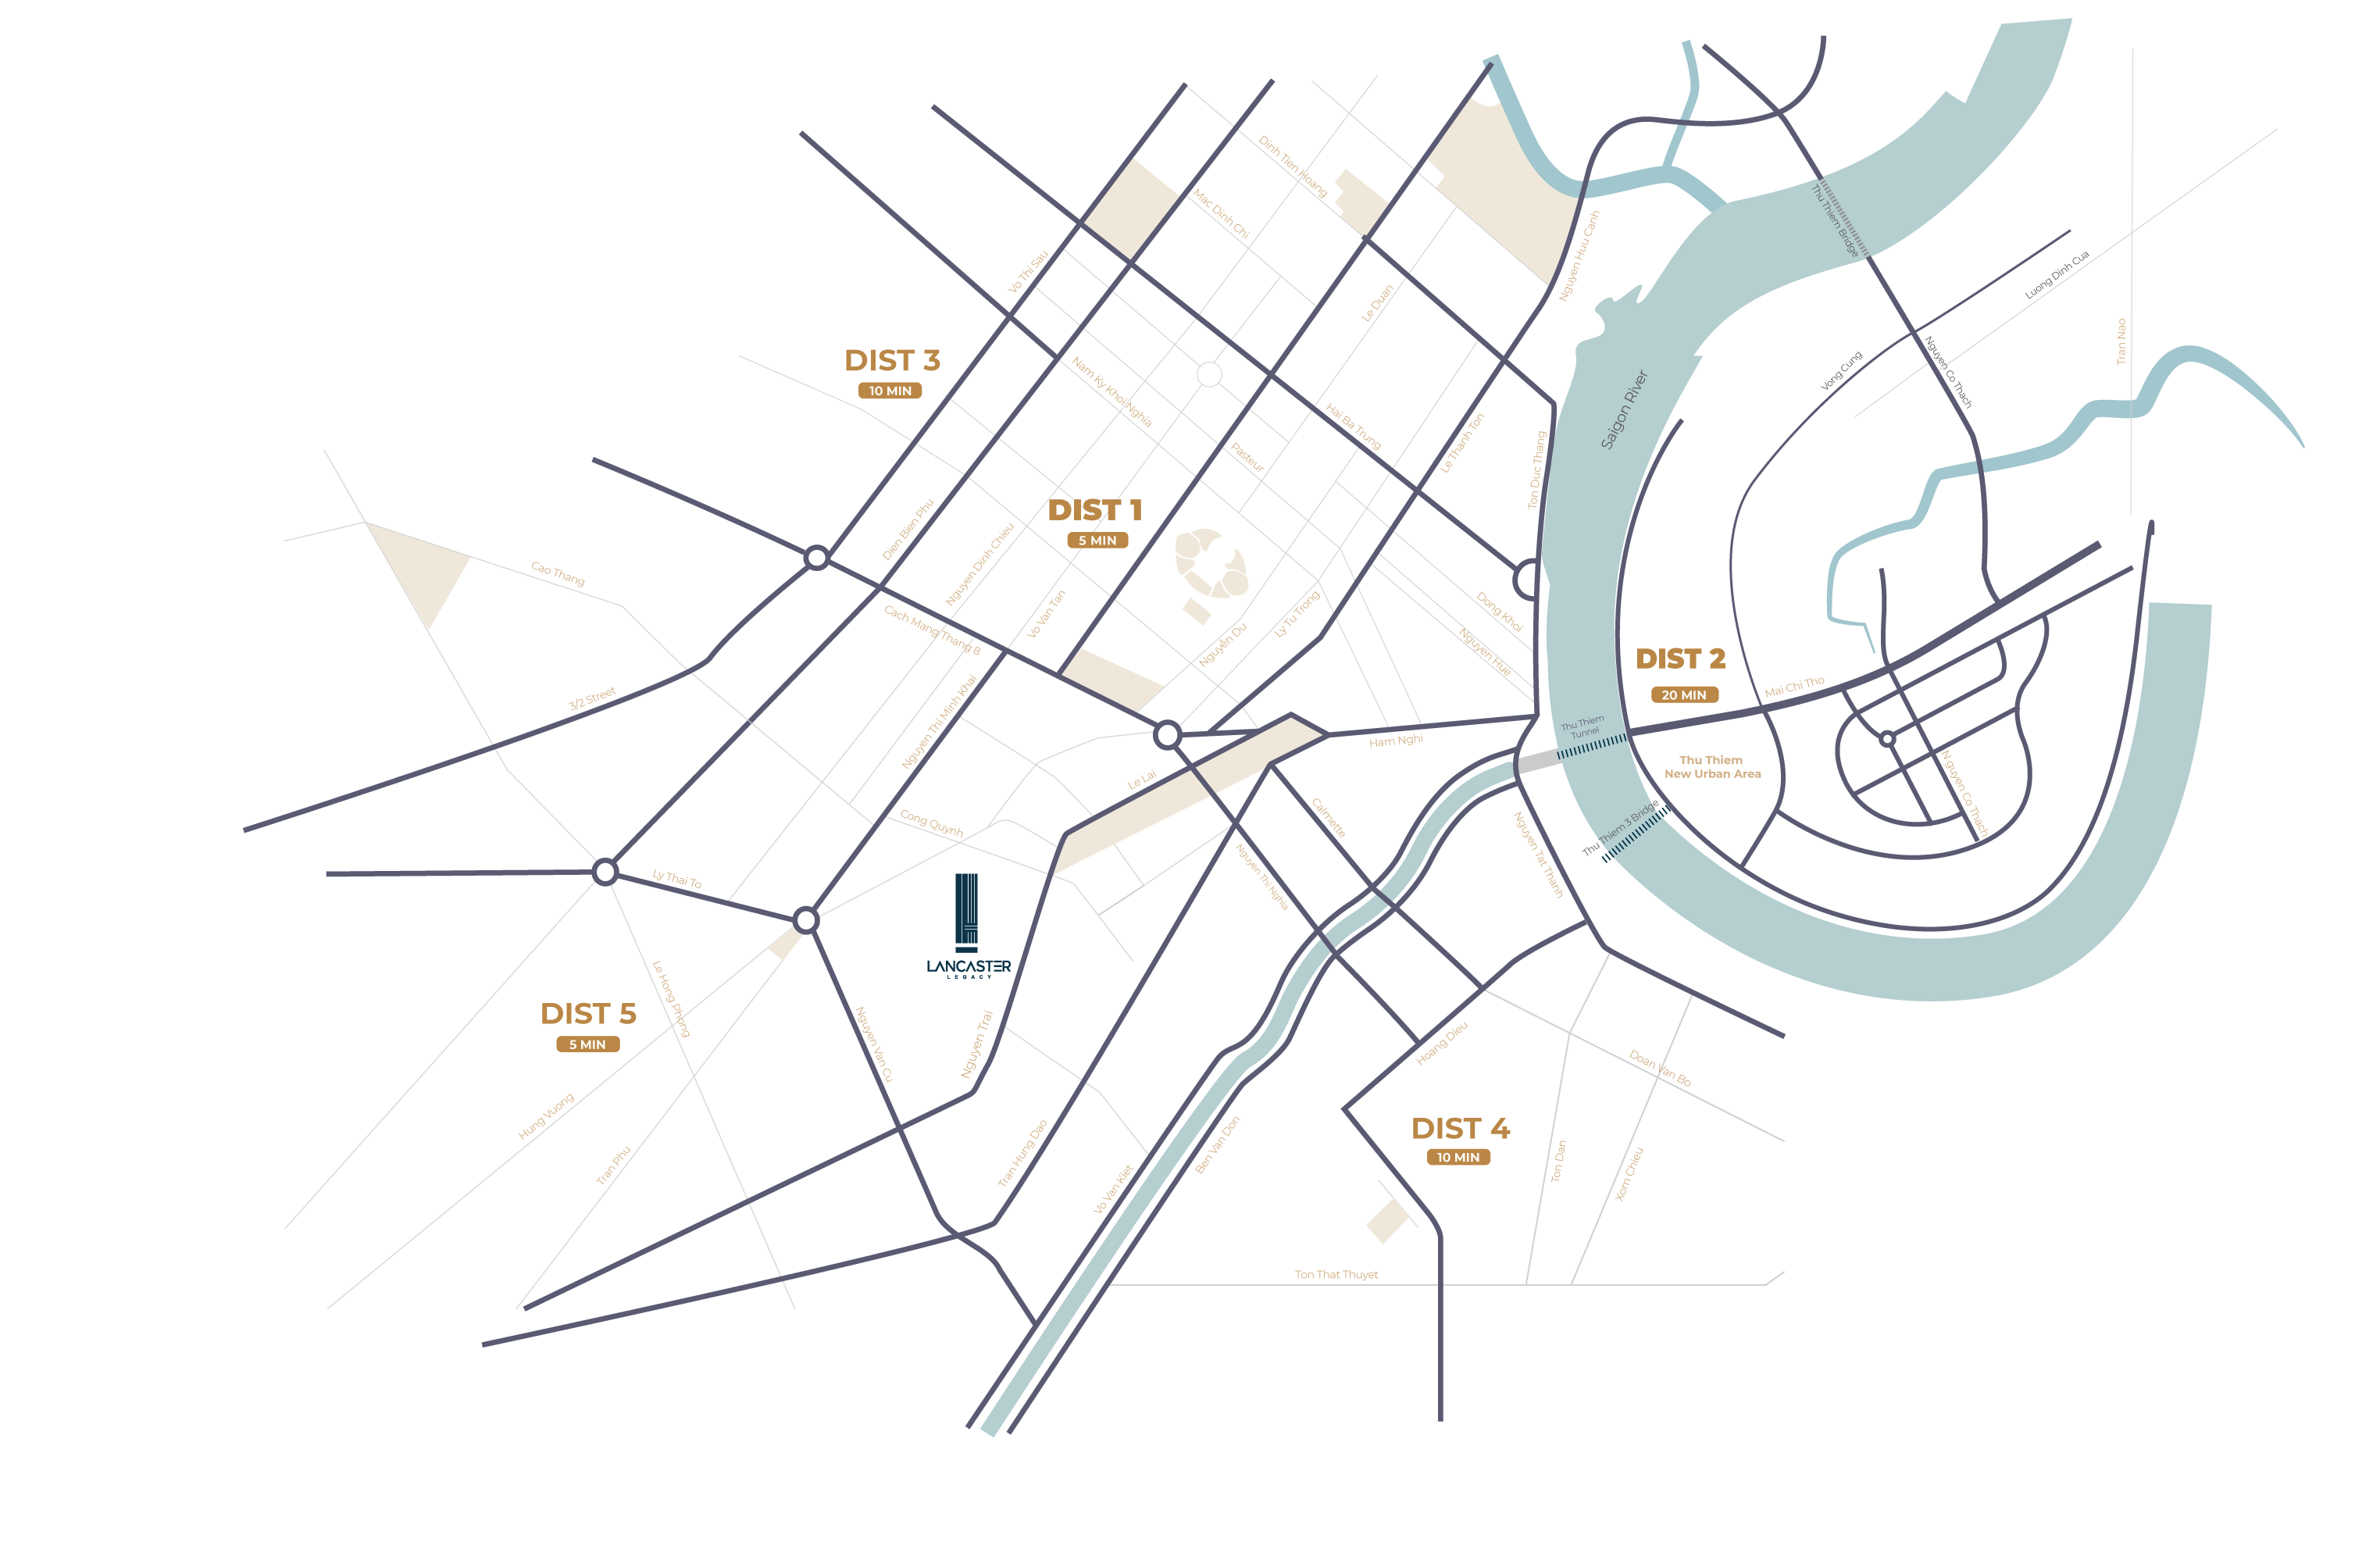 Dinh Tien Hoang
Mac Dinh Chi
Thu Thiem Bridge
Nguyen Huu Canh
Vo Thi Sau
Le Duan
Luong Dinh Cua
Tran Nao
DIST 3
10 MIN
Nam Ky Khoi Nghia
Vong Cung
Nguyen Co Thach
Saigon River
Hai Ba Trung
Le Thanh Ton
Pasteur
Ton Duc Thang
DIST 1
5 MIN
Dien Bien Phu
Nguyen Dinh Chieu
Cao Thang
Cach Mang Thang 8
Vo Van Tan
Nguyễn Du
Ly Tu Trong
Dong Khoi
Nguyen Hue
DIST 2
20 MIN
Mai Chi Tho
3/2 Street
Nguyen Thi Minh Khai
Thu Thiem
Tunnel
Ham Nghi
Thu Thiem
New Urban Area
Nguyen Co Thach
Le Lai
Cong Quynh
Calmette
Thu Thiem 3 Bridge
Nguyen Tat Thanh
Nguyen Thi Nghia
Ly Thai To
LANCASTER
LEGACY
DIST 5
5 MIN
Le Hong Phong
Nguyen Van Cu
Nguyen Trai
Hoang Dieu
Doan Van Bo
Hung Vuong
Tran Phu
Tran Hung Dao
Vo Van Kiet
Ben Van Don
DIST 4
10 MIN
Ton Dan
Xom Chieu
Ton That Thuyet